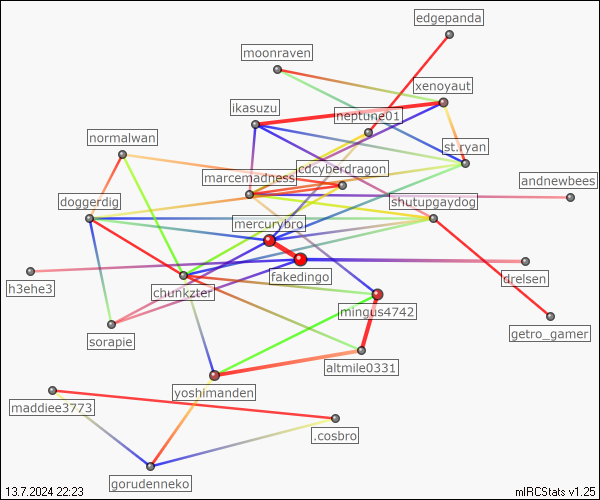 edgepanda
moonraven
xenoyaut
ikasuzu
neptune01
normalwan
st.ryan
cdcyberdragon
marcemadness
andnewbees
doggerdig
shutupgaydog
mercurybro
fakedingo
drelsen
h3ehe3
chunkzter
mingus4742
getro_gamer
sorapie
altmile0331
yoshimanden
maddiee3773
.cosbro
gorudenneko
13.7.2024 22:23
mIRCStats v1.25